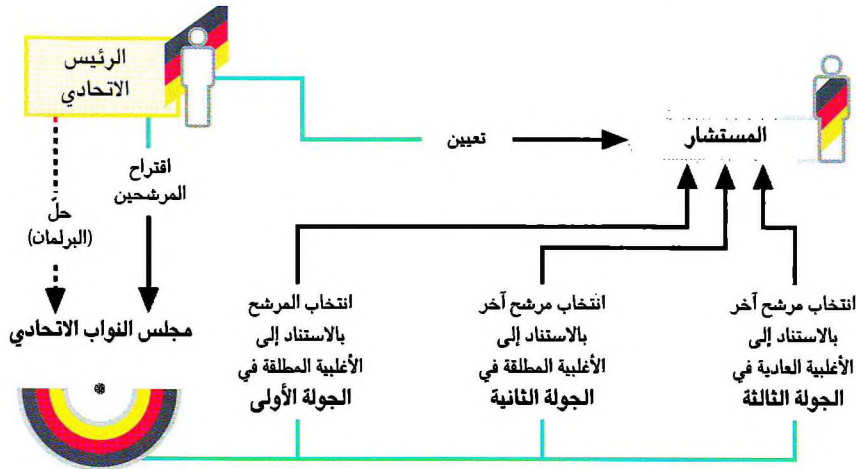 الرئيس
الاتحادي
تعيين
المستشار
اقتراح
المرشحين
حلّ
(البرلمان)
مجلس النواب الاتحادي
انتخاب المرشح
بالاستناد إلى
الأغلبية المطلقة في
الجولة الأولى
انتخاب مرشح آخر
بالاستناد إلى
الأغلبية المطلقة في
الجولة الثانية
انتخاب مرشح آخر
بالاستناد إلى
الأغلبية العادية في
الجولة الثالثة